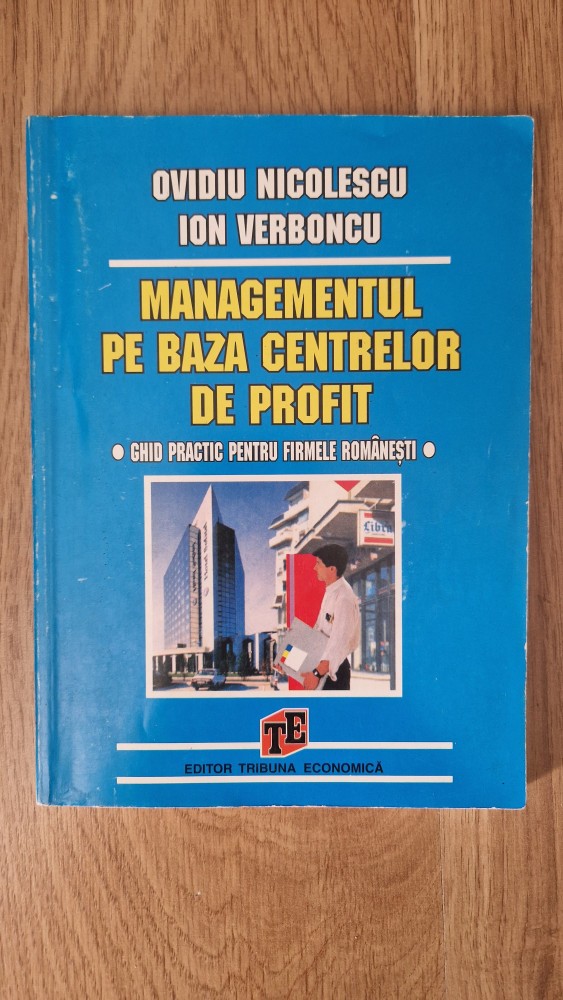 OVIDIU NICOLESCU
ION VERBONCU
MANAGEMENTUL
PE BAZA CENTRELOR
DE PROFIT
• GHID PRACTIC PENTRU FIRMELE ROMÂNEȘTI •
Libra
TE
EDITOR TRIBUNA ECONOMICĂ